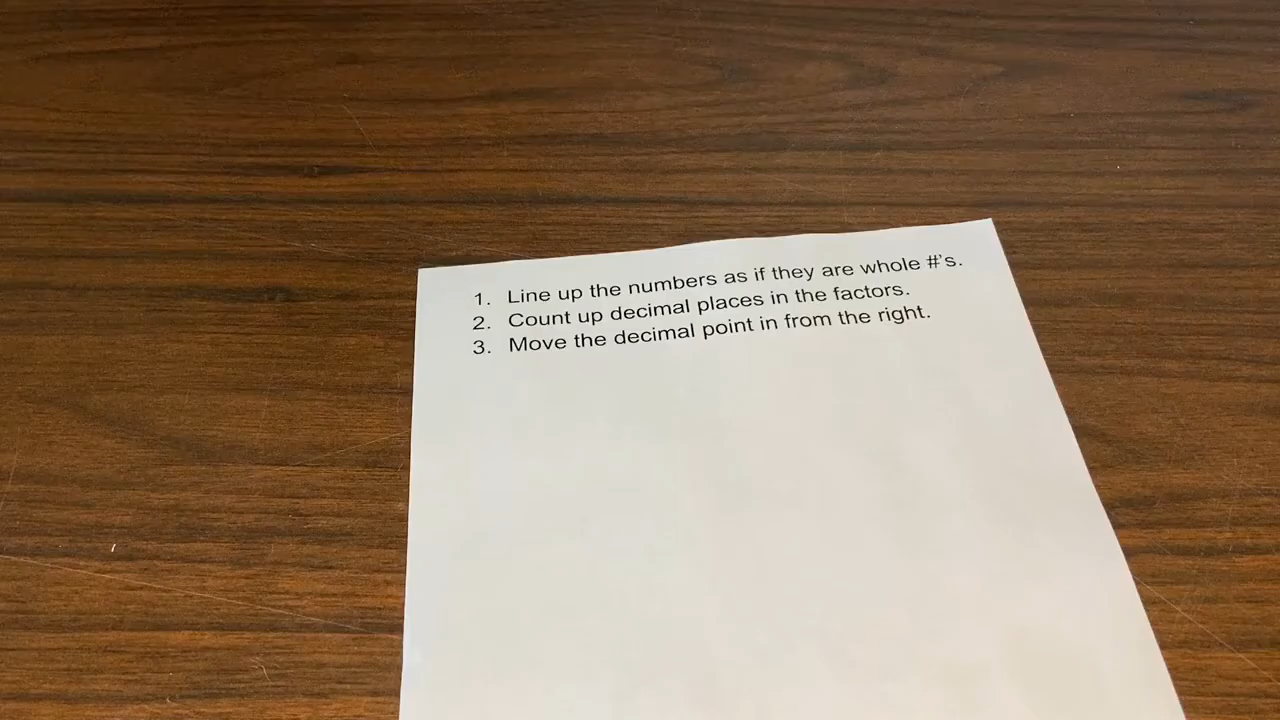 1. Line up the numbers as if they are whole #'s.
2. Count up decimal places in the factors.
3. Move the decimal point in from the right.